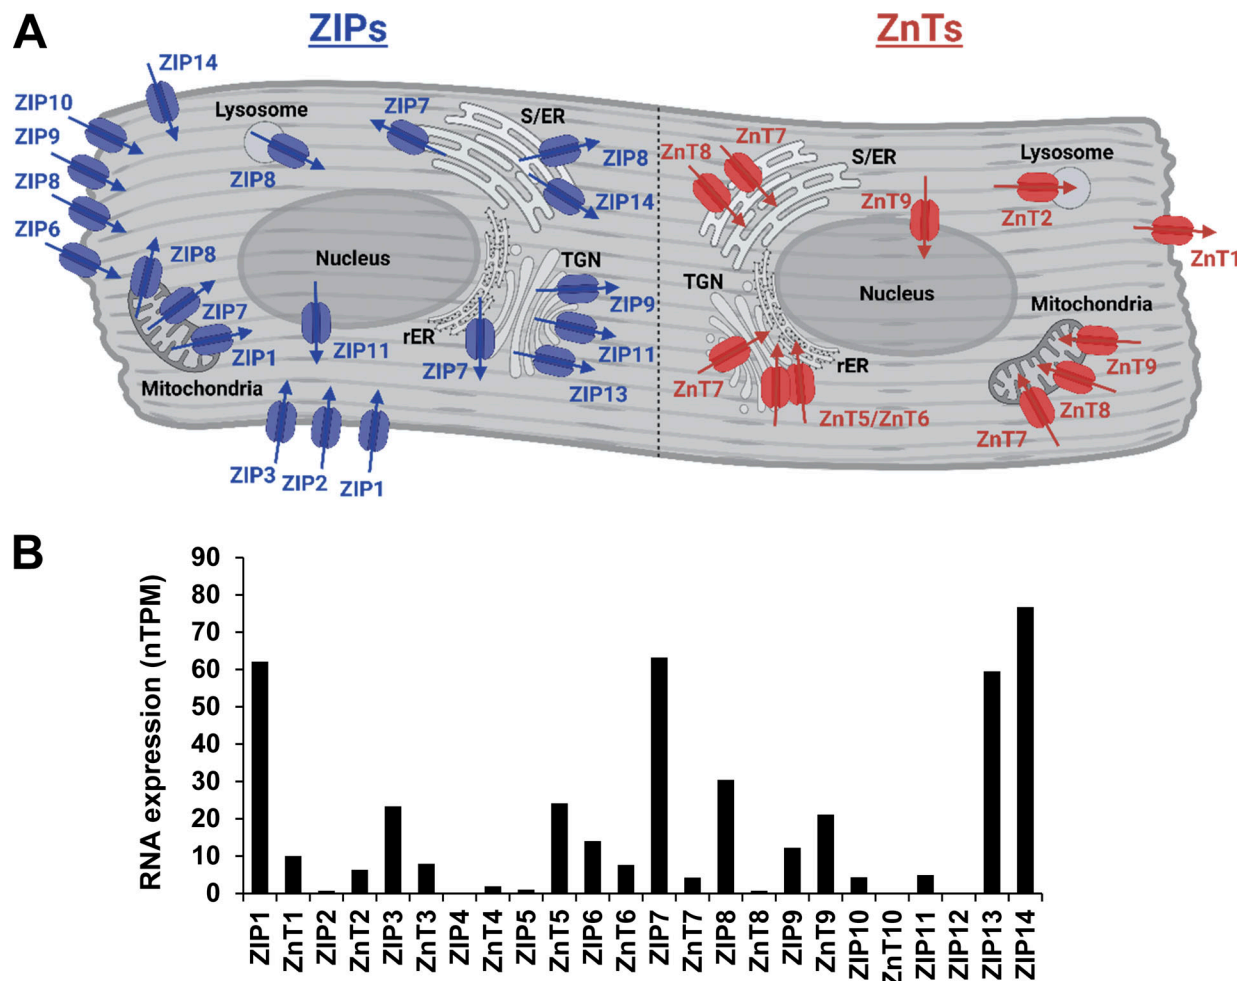 A
ZIPs
ZnTs
ZIP14
ZIP10
ZIP9
ZIP8
ZIP6
Lysosome
ZIP8
ZIP7
S/ER
ZIP8
ZIP14
ZIP8
ZIP7
ZIP1
Mitochondria
Nucleus
ZIP11
rER
ZIP7
TGN
ZIP9
ZIP11
ZIP13
ZIP3
ZIP2
ZIP1
ZnT7
ZnT8
S/ER
ZnT9
Lysosome
ZnT2
ZnT1
TGN
Nucleus
Mitochondria
ZnT7
rER
ZnT5/ZnT6
ZnT9
ZnT8
ZnT7
B
RNA expression (nTPM)
90
80
70
60
50
40
30
20
10
0
ZIP1
ZnT1
ZIP2
ZnT2
ZIP3
ZnT3
ZIP4
ZnT4
ZIP5
ZnT5
ZIP6
ZnT6
ZIP7
ZnT7
ZIP8
ZnT8
ZIP9
ZnT9
ZIP10
ZnT10
ZIP11
ZIP12
ZIP13
ZIP14